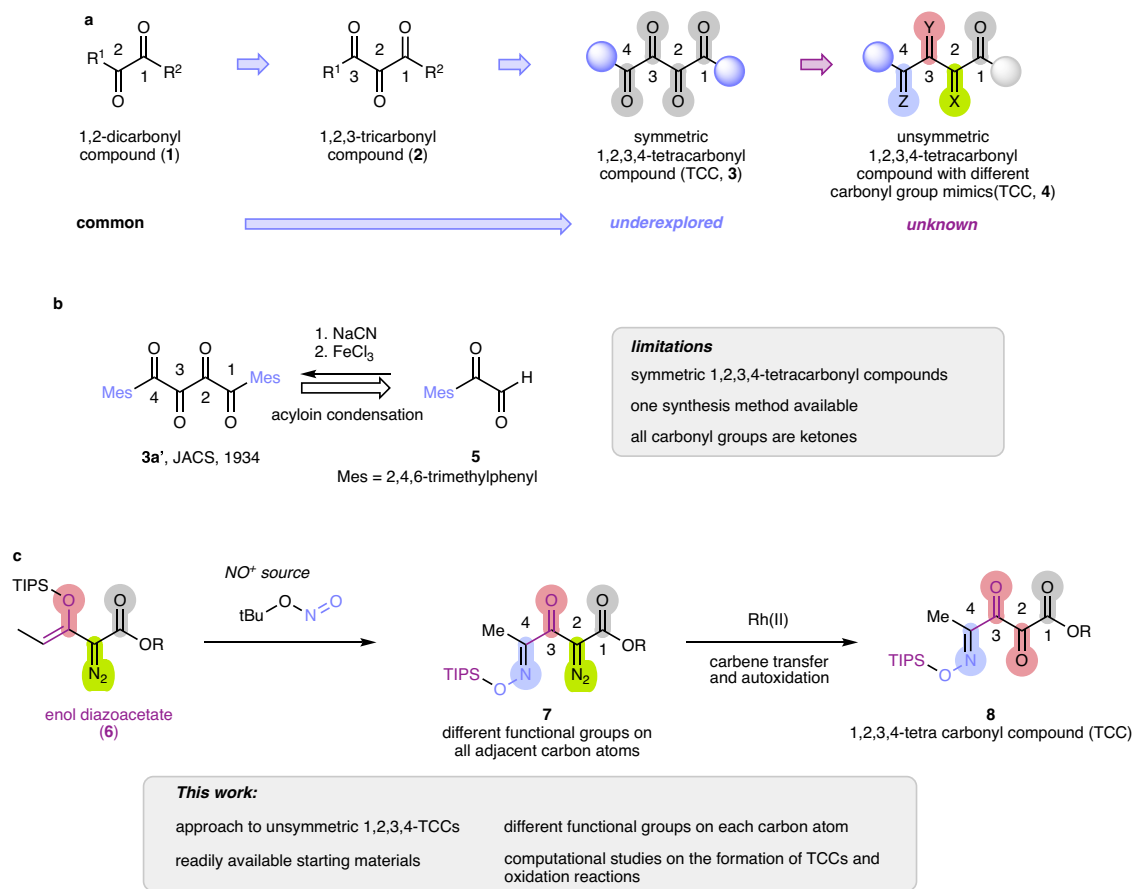 a
O
R¹
2
1
R²
O
1,2-dicarbonyl
compound (1)
O
O
2
R¹
3
1
R²
O
1,2,3-tricarbonyl
compound (2)
O
O
4
2
3
1
O
O
symmetric
1,2,3,4-tetracarbonyl
compound (TCC, 3)
Y
O
4
2
3
1
Z
X
unsymmetric
1,2,3,4-tetracarbonyl
compound with different
carbonyl group mimics(TCC, 4)
common
underexplored
unknown
b
O
O
3
1
Mes
Mes
4
2
O
O
3a', JACS, 1934
1. NaCN
2. FeCl₃
acyloin condensation
O
H
Mes
O
5
Mes = 2,4,6-trimethylphenyl
limitations
symmetric 1,2,3,4-tetracarbonyl compounds
one synthesis method available
all carbonyl groups are ketones
c
TIPS
O
O
OR
N₂
enol diazoacetate
(6)
NO⁺ source
tBu
O
N
O
O
O
4
2
Me
3
1
OR
TIPS
O
N
N₂
7
different functional groups on
all adjacent carbon atoms
Rh(II)
carbene transfer
and autoxidation
O
O
4
2
Me
3
1
OR
TIPS
O
N
O
8
1,2,3,4-tetra carbonyl compound (TCC)
This work:
approach to unsymmetric 1,2,3,4-TCCs
different functional groups on each carbon atom
readily available starting materials
computational studies on the formation of TCCs and
oxidation reactions